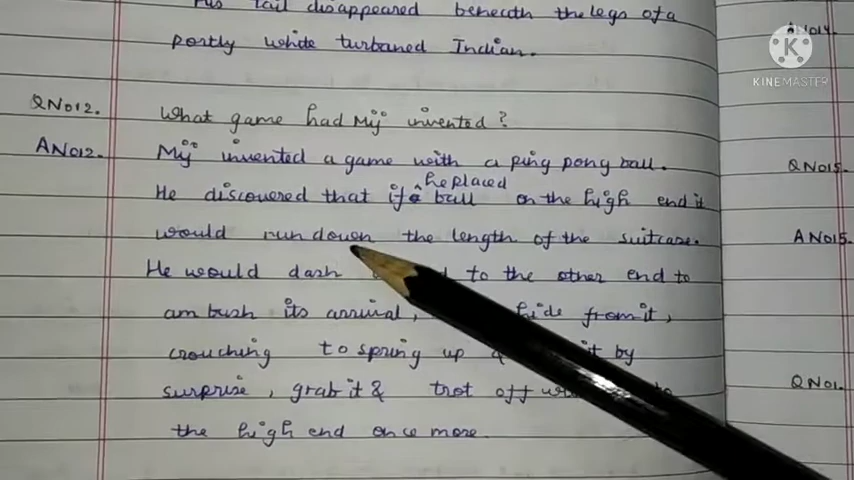 tail disappeared beneath the legs of a
portly white turbaned Indian.
QNO12. What game had Mij invented?
ANO12. Mij invented a game with a ping pong ball.
he placed
He discovered that if a ball on the high end it
would run down the length of the suitcase.
He would dash to the other end to
ambush its arrival, hide from it,
crouching to spring up it by
surprise, grab it & trot off to
the high end once more.
ANO14.
QNO15.
ANO15.
QNO1.
K
KINEMASTER